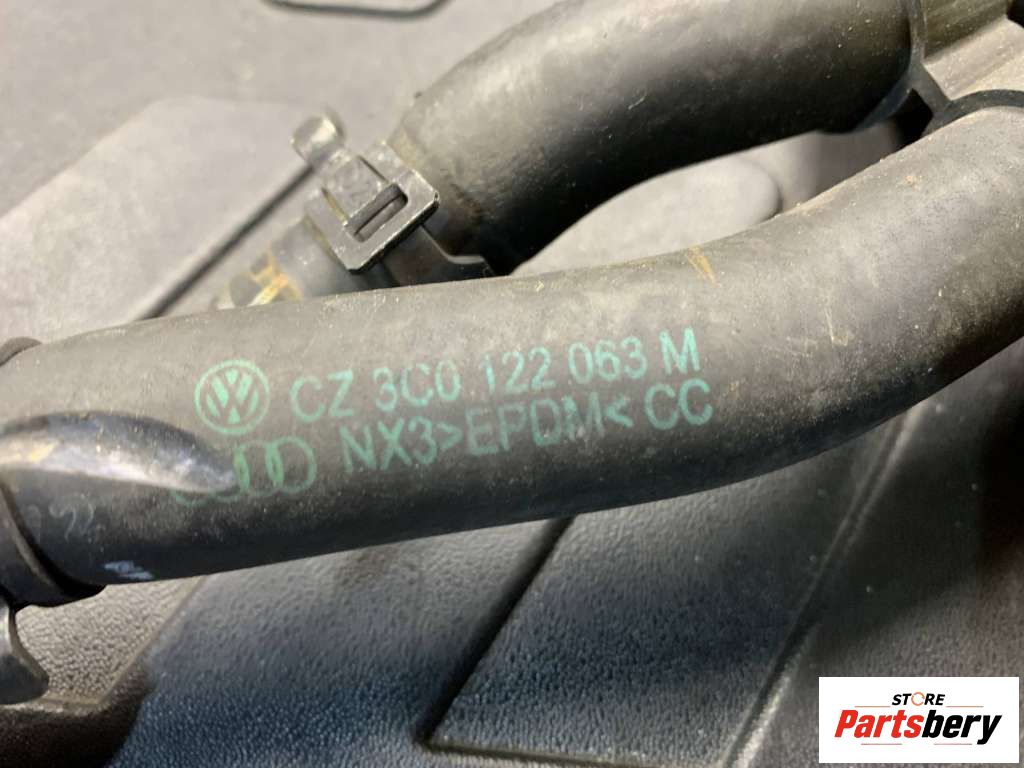 CZ 3C0 122 063 M
NX3>EPDM< CC
STORE
Partsbery